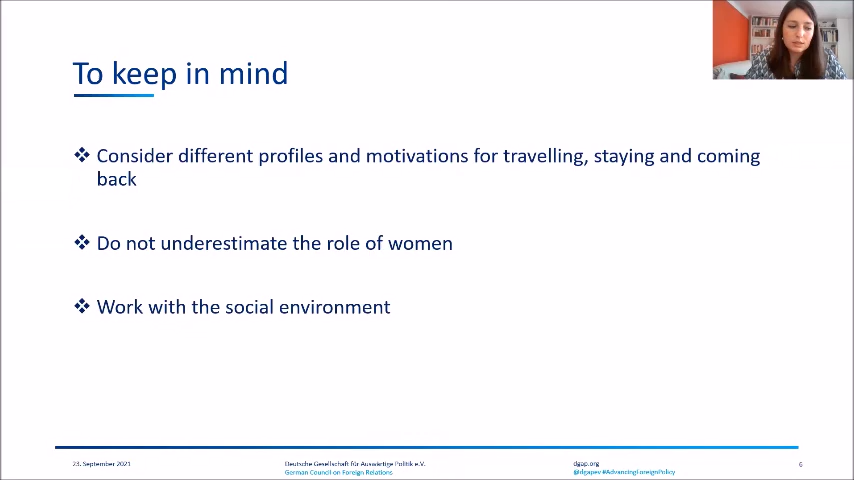 To keep in mind
❖ Consider different profiles and motivations for travelling, staying and coming
back
❖ Do not underestimate the role of women
❖ Work with the social environment
23. September 2021
Deutsche Gesellschaft für Auswärtige Politik e.V.
German Council on Foreign Relations
dgap.org
@dgapev #AdvancingForeignPolicy
6